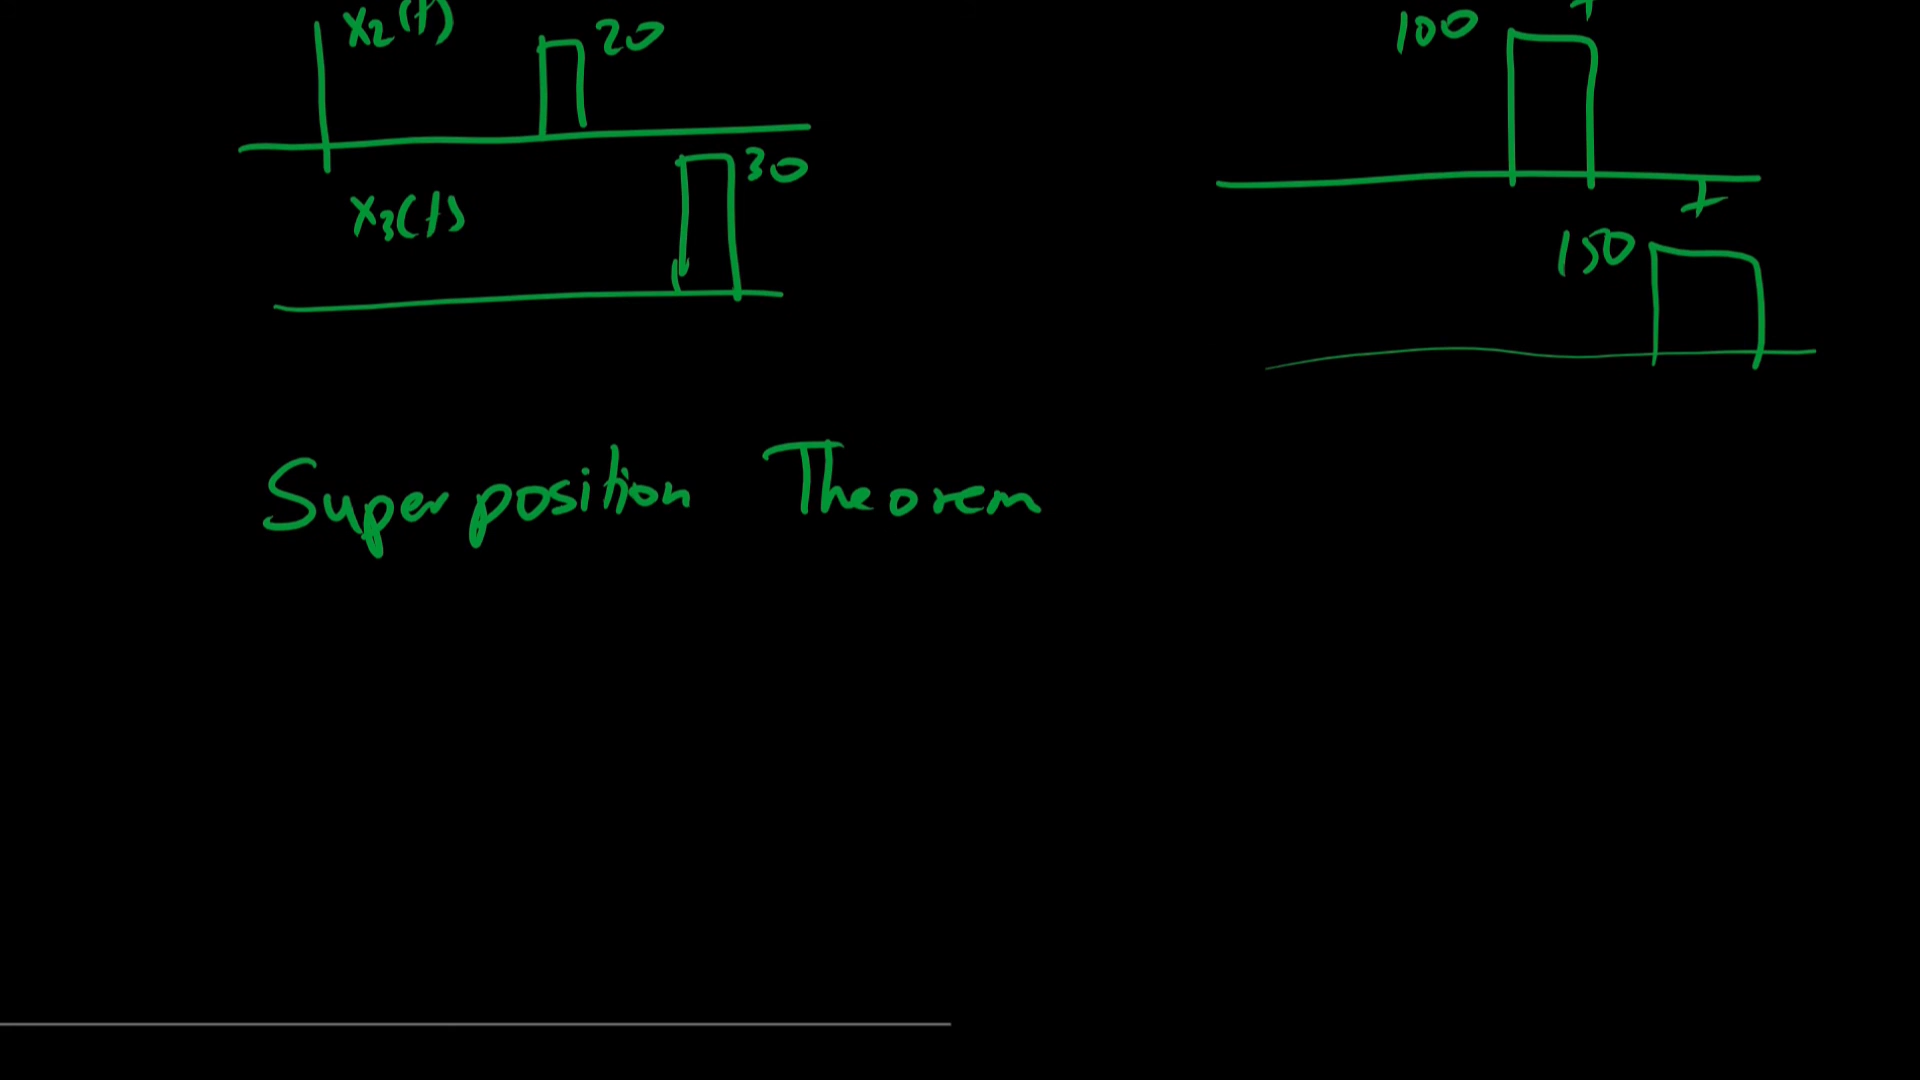 x2(t) 20
100 +
x3(t) 30
+
150
Superposition Theorem